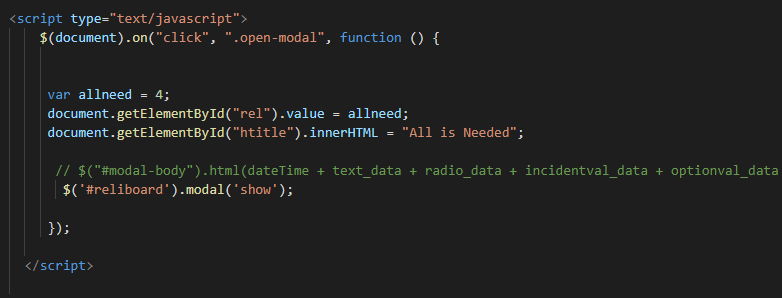 <script type="text/javascript">
$(document).on("click", ".open-modal", function () {
var allneed = 4;
document.getElementById("rel").value = allneed;
document.getElementById("htitle").innerHTML = "All is Needed";
// $("#modal-body").html(dateTime + text_data + radio_data + incidentval_data + optionval_data
$('#reliboard').modal('show');
});
</script>